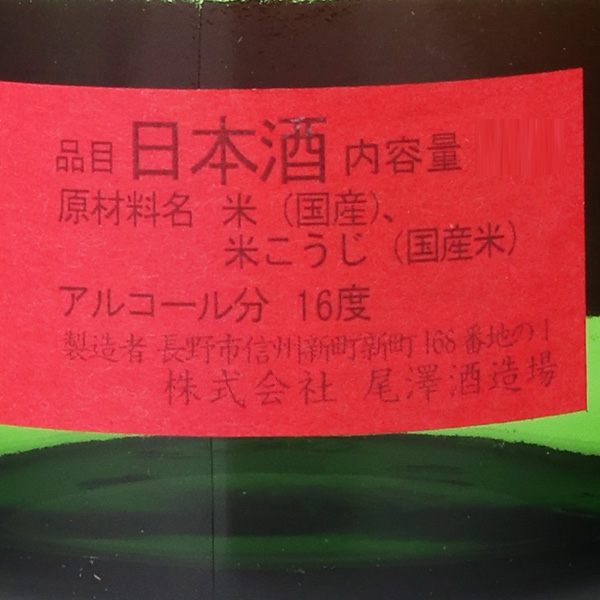 品目 日本酒 内容量
原材料名 米（国産）、
米こうじ（国産米）
アルコール分 16度
製造者 長野市信州新町新町168番地の1
株式会社 尾澤酒造場